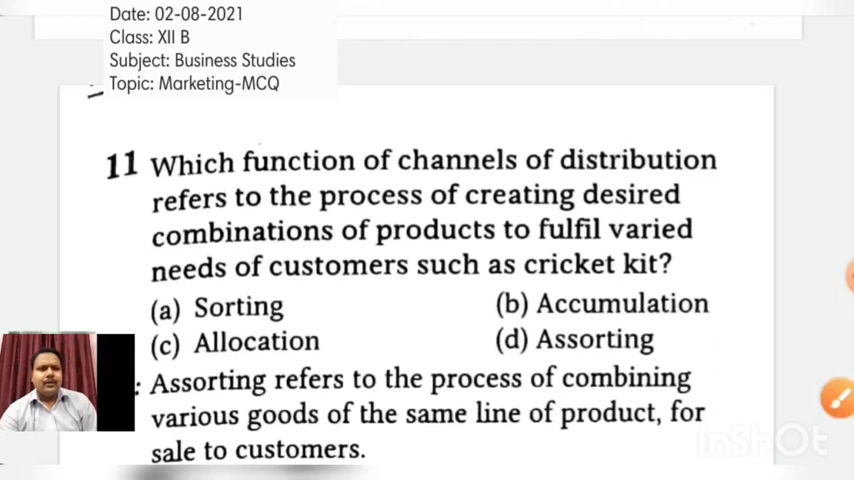 Date: 02-08-2021
Class: XII B
Subject: Business Studies
Topic: Marketing-MCQ
11 Which function of channels of distribution
refers to the process of creating desired
combinations of products to fulfil varied
needs of customers such as cricket kit?
(a) Sorting (b) Accumulation
(c) Allocation (d) Assorting
: Assorting refers to the process of combining
various goods of the same line of product, for
sale to customers.
InShOt